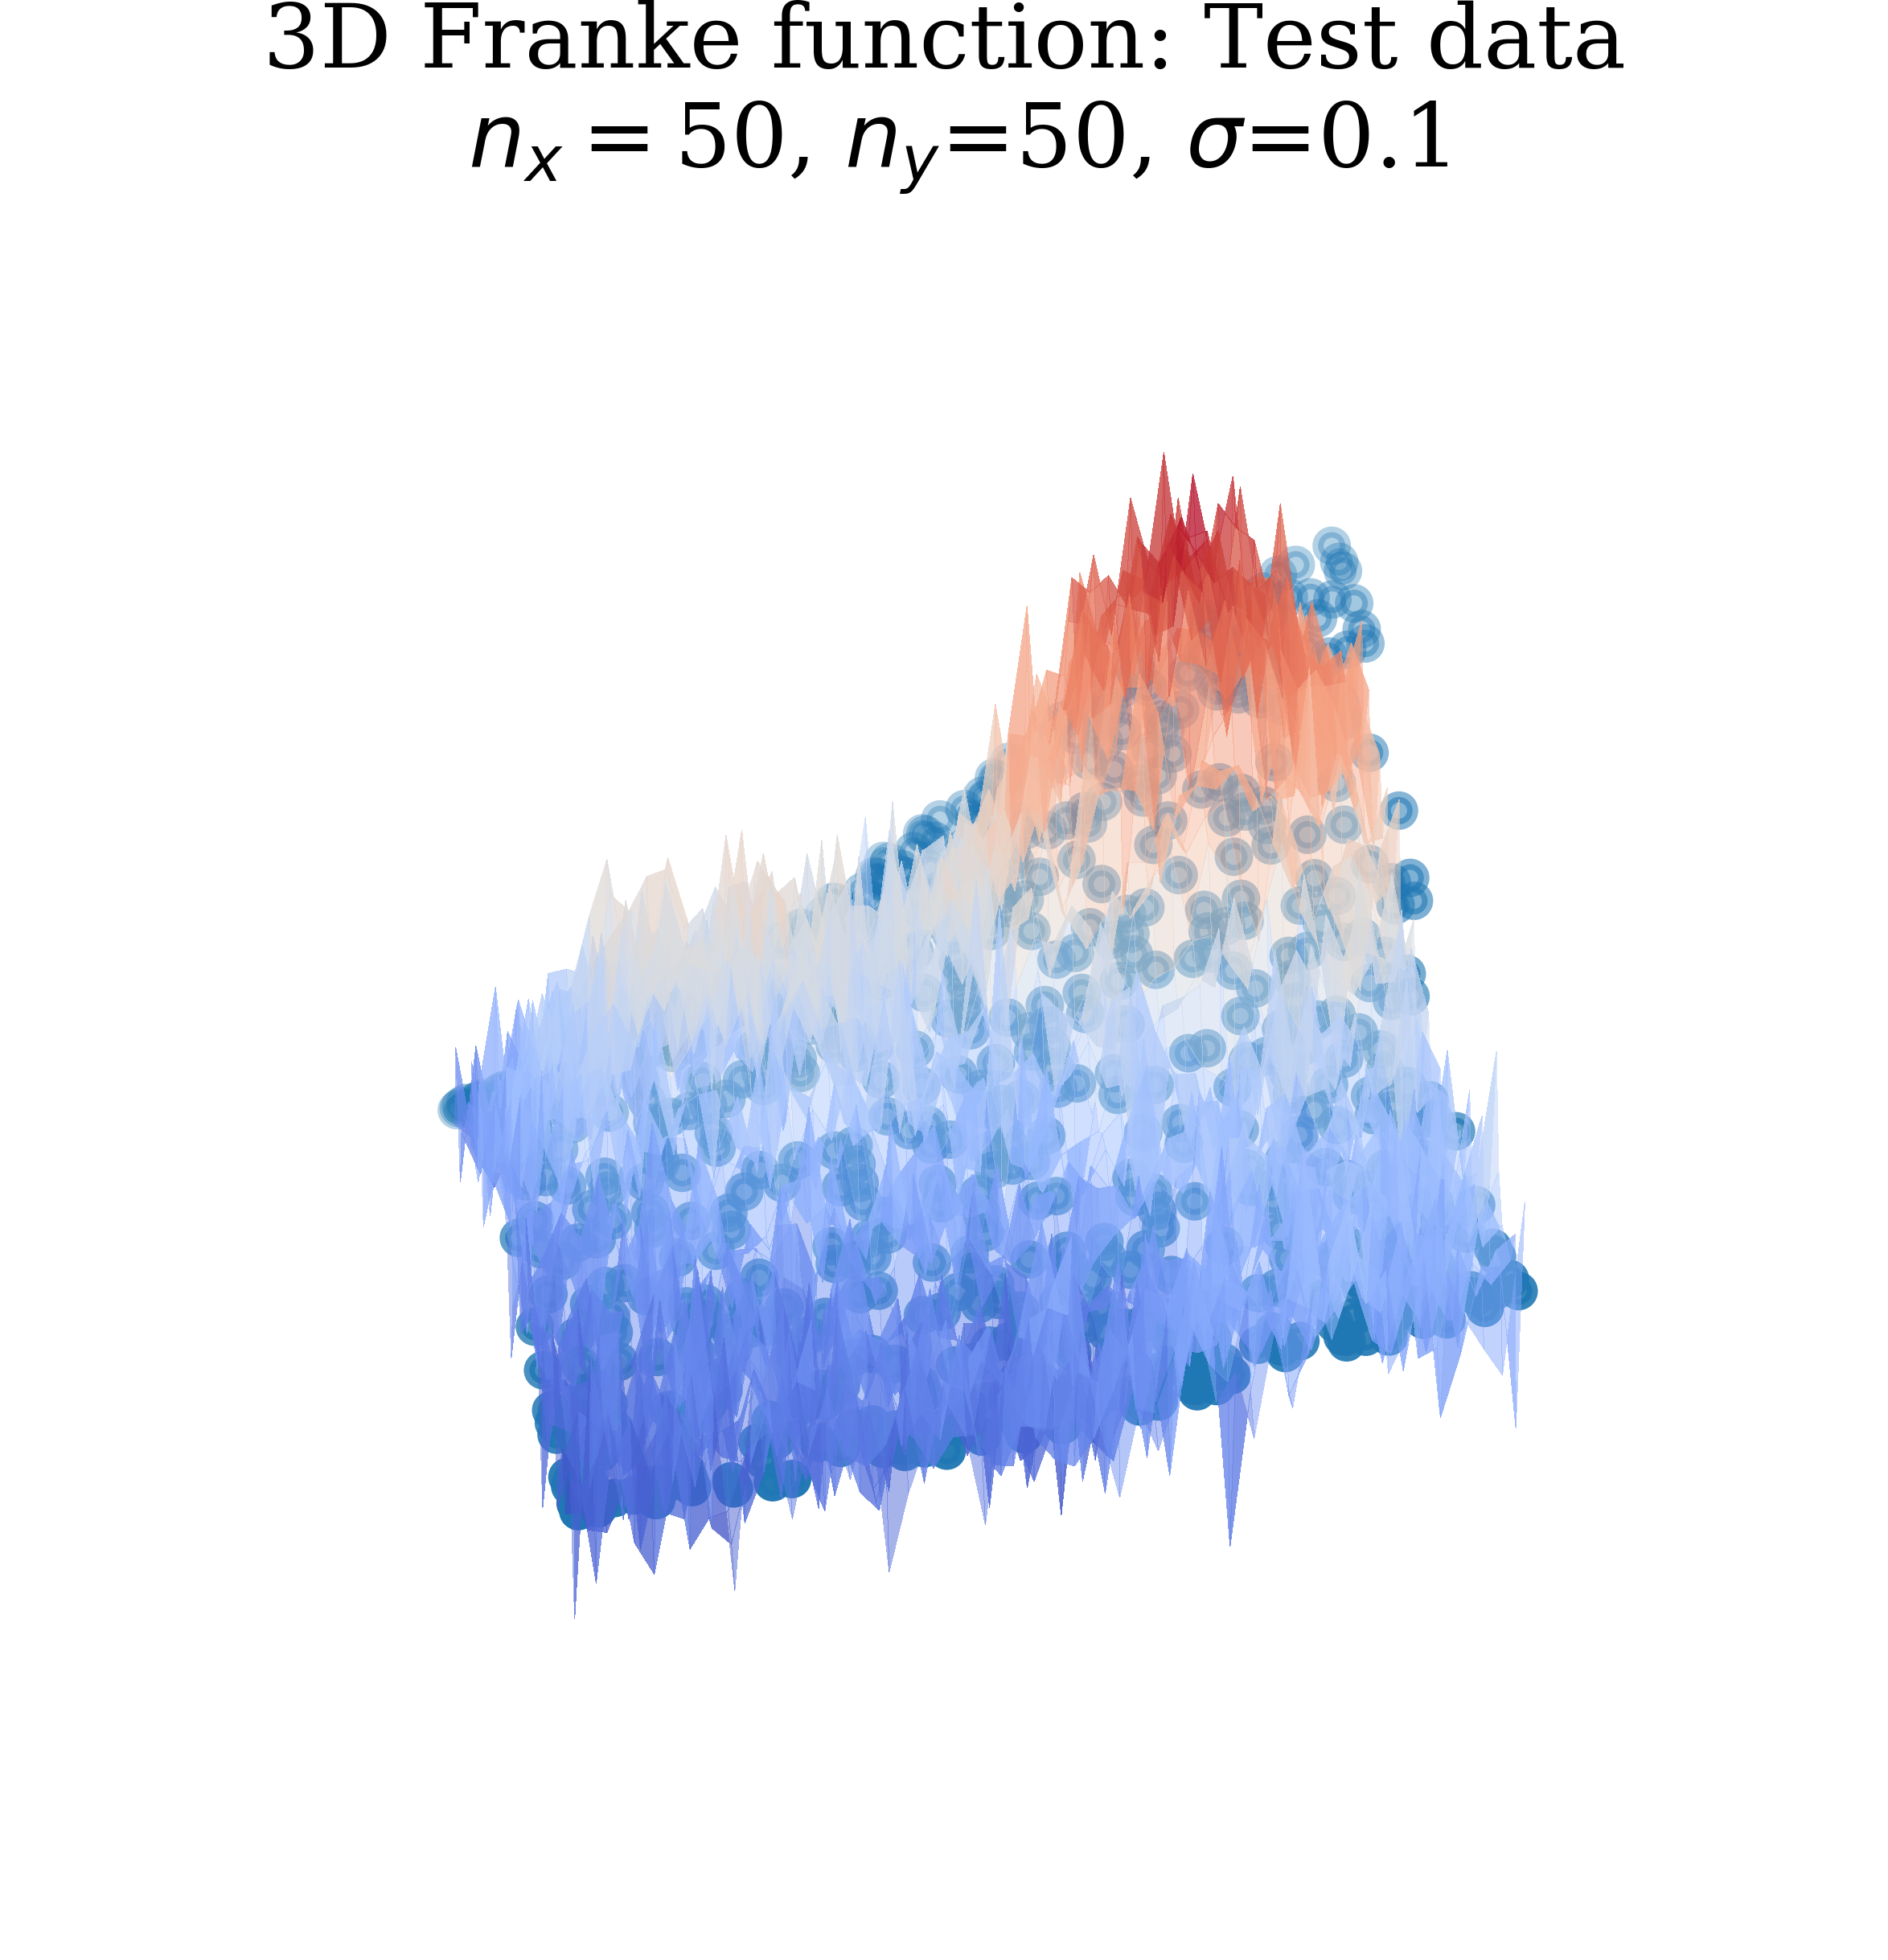 3D Franke function: Test data
$n_x = 50$, $n_y$=50, $\sigma$=0.1